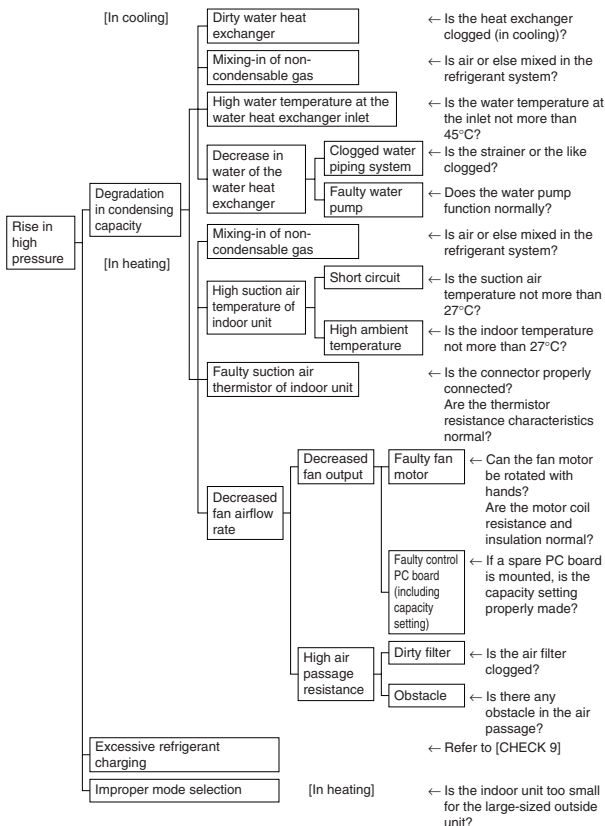 [In cooling]
Dirty water heat
exchanger
← Is the heat exchanger
clogged (in cooling)?
Mixing-in of non-
condensable gas
← Is air or else mixed in the
refrigerant system?
High water temperature at the
water heat exchanger inlet
← Is the water temperature at
the inlet not more than
45°C?
Decrease in
water of the
water heat
exchanger
Clogged water
piping system
← Is the strainer or the like
clogged?
Faulty water
pump
← Does the water pump
function normally?
Degradation
in condensing
capacity
Rise in
high
pressure
[In heating]
Mixing-in of non-
condensable gas
← Is air or else mixed in the
refrigerant system?
High suction air
temperature of
indoor unit
Short circuit
← Is the suction air
temperature not more than
27°C?
High ambient
temperature
← Is the indoor temperature
not more than 27°C?
Faulty suction air
thermistor of indoor unit
← Is the connector properly
connected?
Are the thermistor
resistance characteristics
normal?
Decreased
fan airflow
rate
Decreased
fan output
Faulty fan
motor
← Can the fan motor
be rotated with
hands?
Are the motor coil
resistance and
insulation normal?
Faulty control
PC board
(including
capacity
setting)
← If a spare PC board
is mounted, is the
capacity setting
properly made?
High air
passage
resistance
Dirty filter
← Is the air filter
clogged?
Obstacle
← Is there any
obstacle in the air
passage?
Excessive refrigerant
charging
← Refer to [CHECK 9]
Improper mode selection
[In heating]
← Is the indoor unit too small
for the large-sized outside
unit?